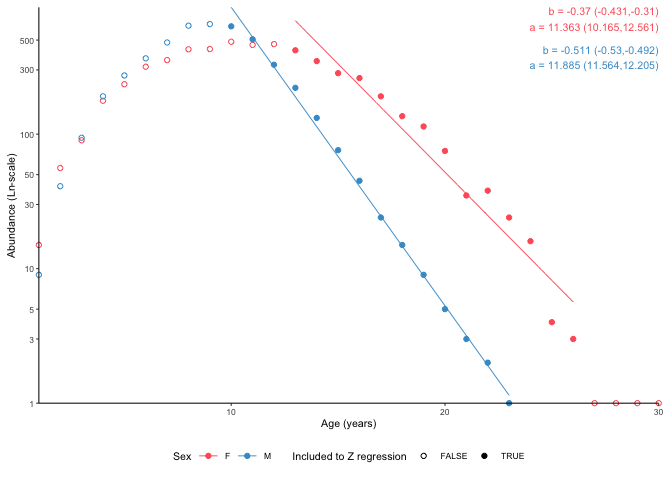 b = -0.37 (-0.431,-0.31)
a = 11.363 (10.165,12.561)
b = -0.511 (-0.53,-0.492)
a = 11.885 (11.564,12.205)
500
300
100
50
30
10
5
3
1
Abundance (Ln-scale)
10 20 30
Age (years)
Sex F M Included to Z regression FALSE TRUE